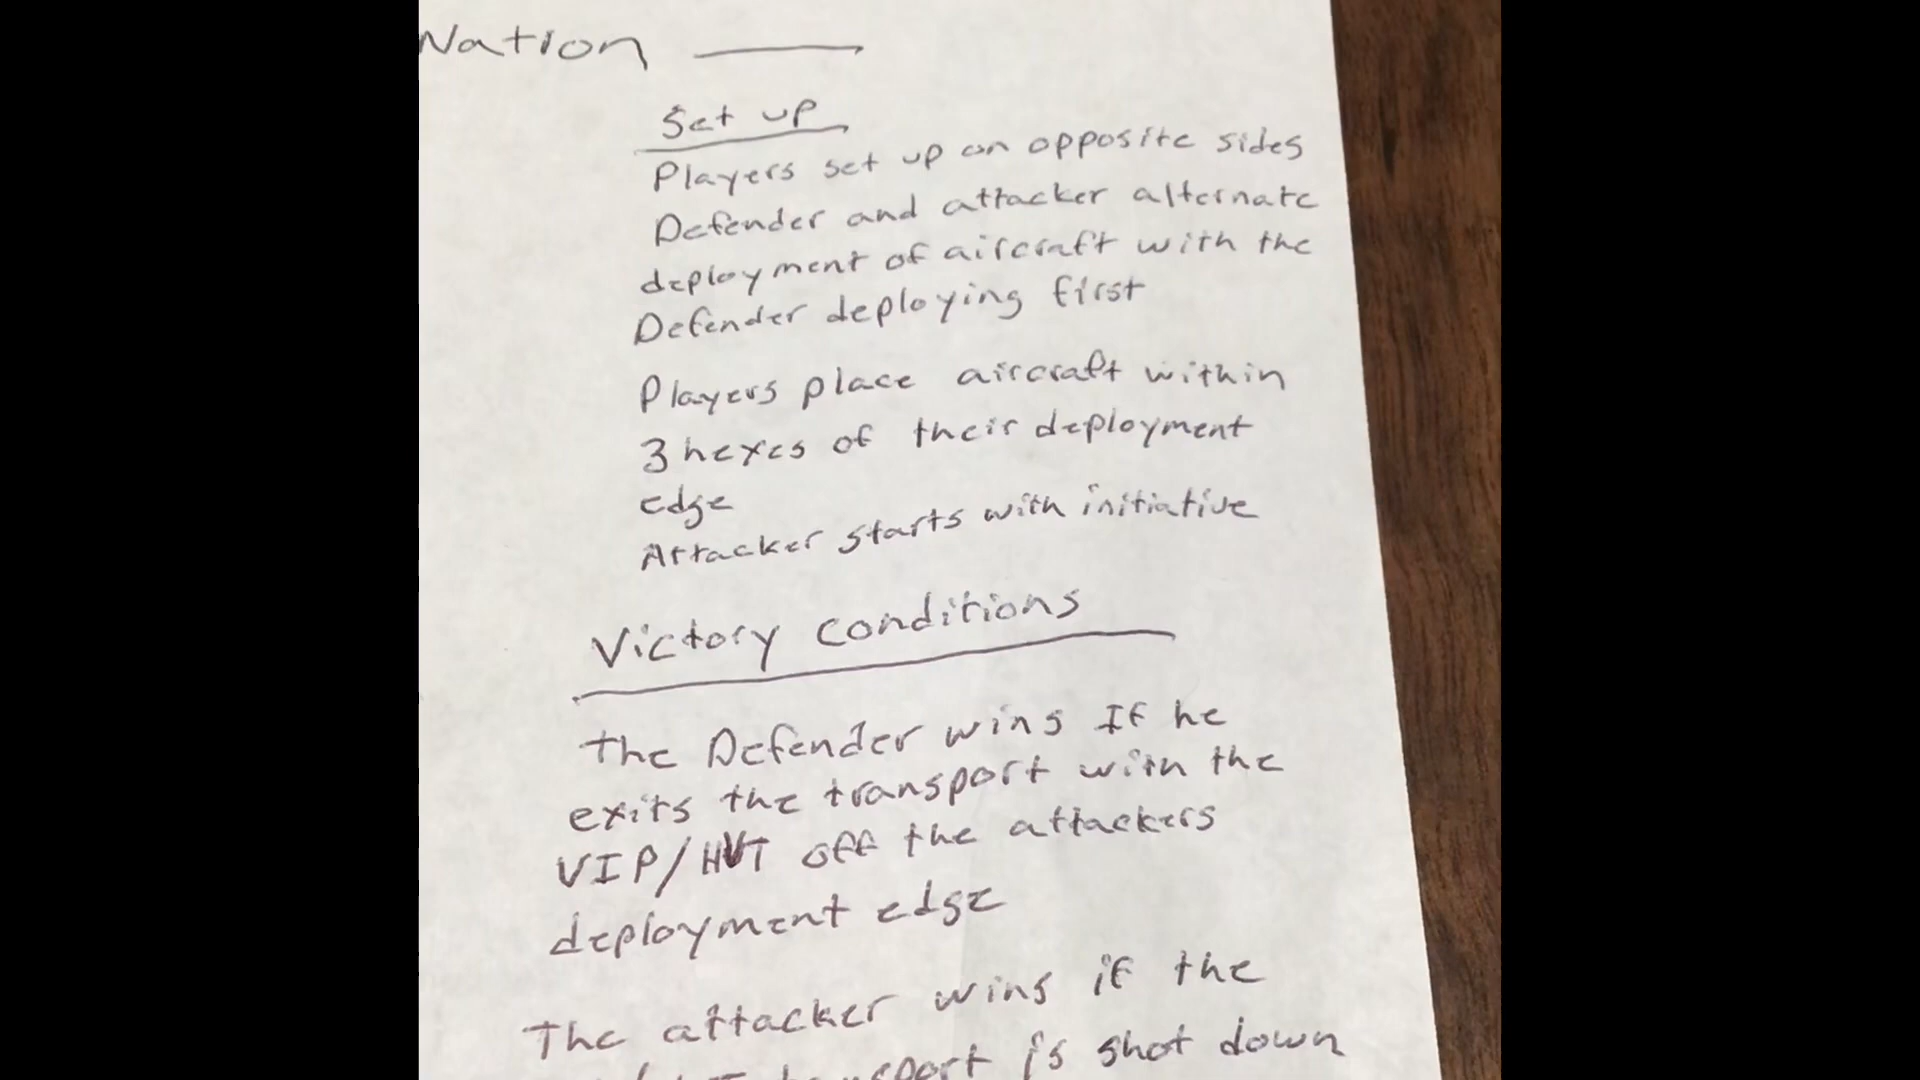 Nation
Set up
Players set up on opposite sides
Defender and attacker alternate
deployment of aircraft with the
Defender deploying first
Players place aircraft within
3 hexes of their deployment
edge
Attacker starts with initiative
Victory conditions
The Defender wins If he
exits the transport with the
VIP/HVT off the attackers
deployment edge
The attacker wins if the
transport is shot down